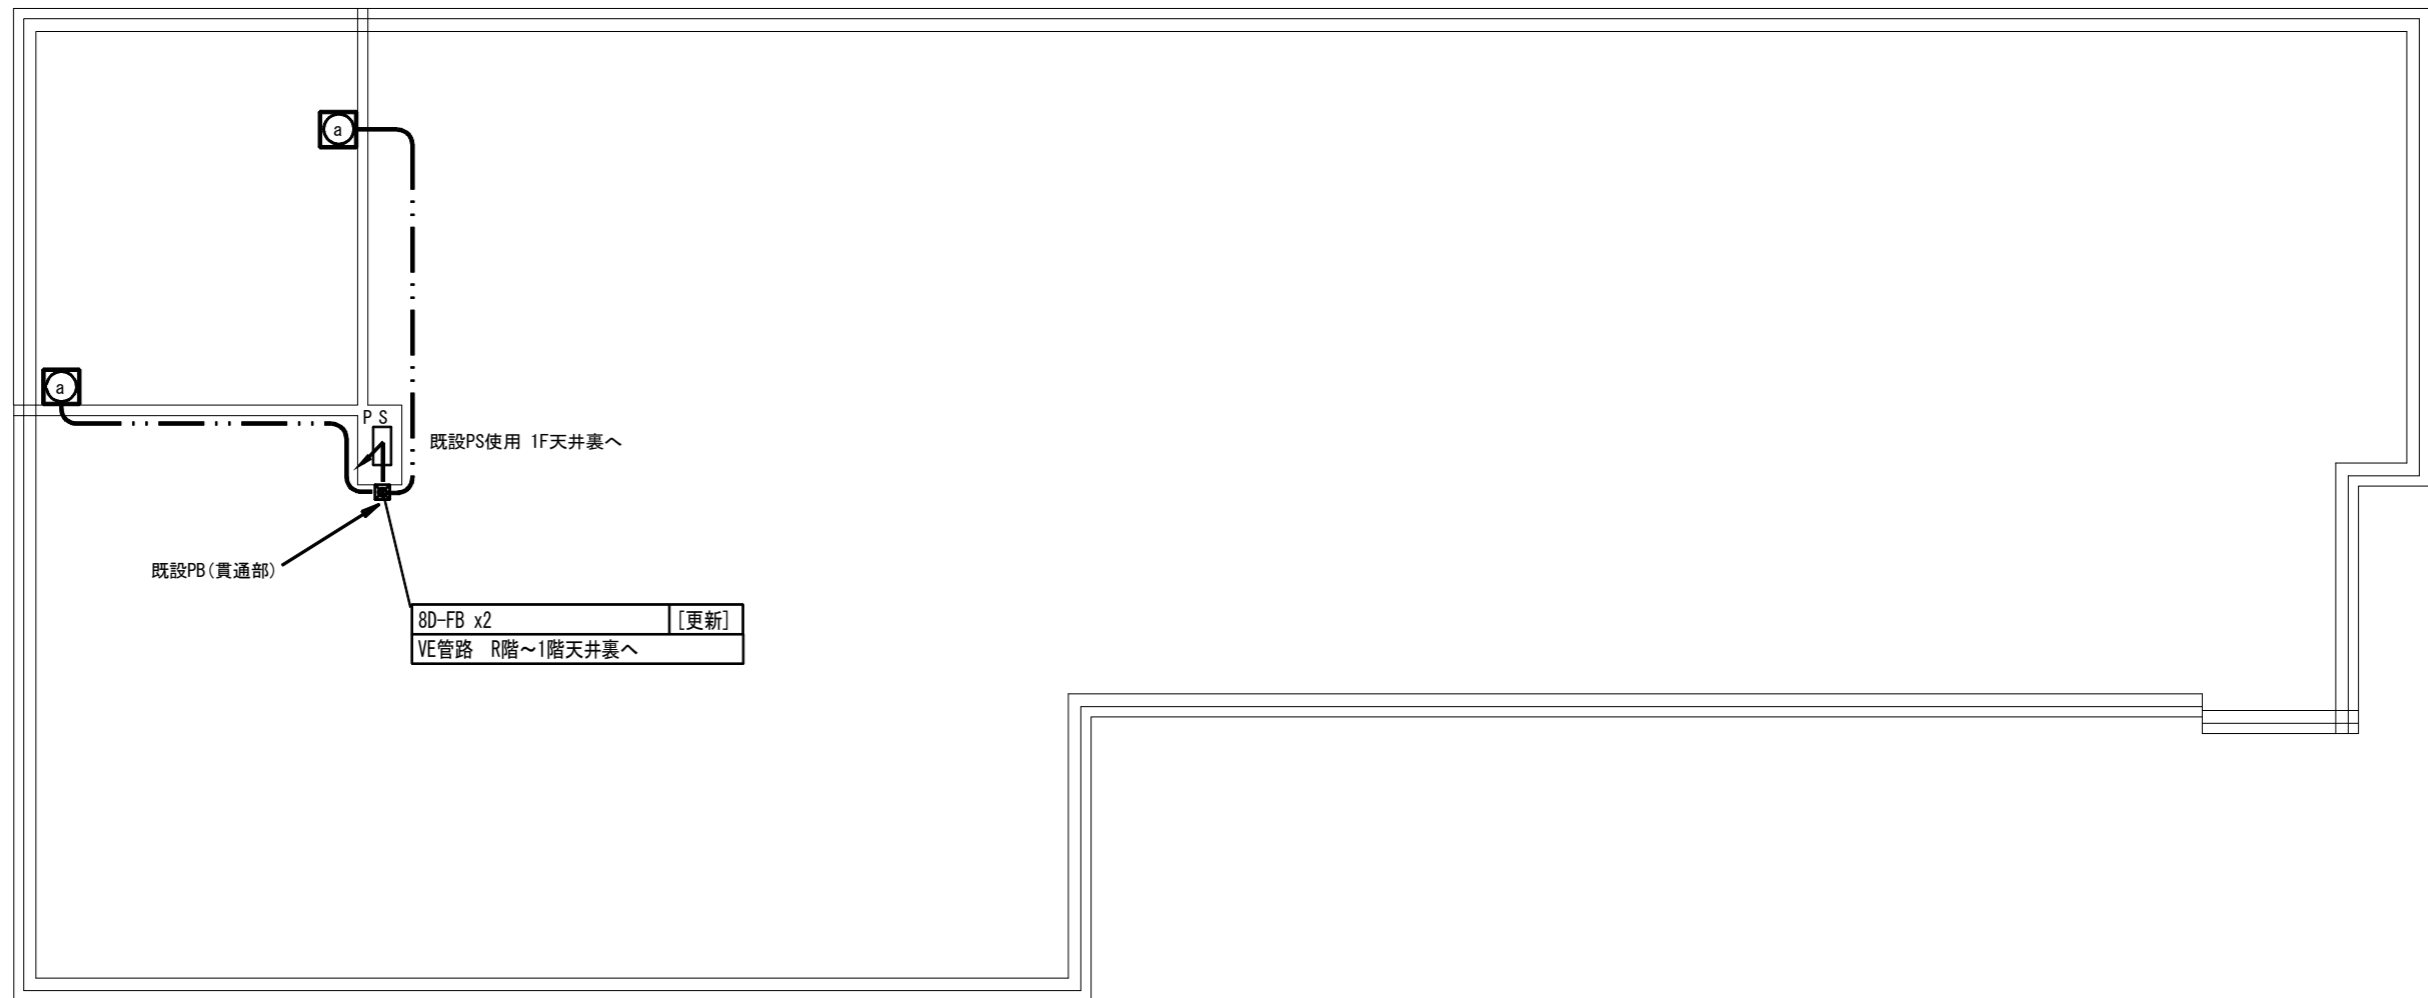 a
a
PS
既設PS使用 1F天井裏へ
既設PB(貫通部)
8D-FB x2 [更新]
VE管路 R階～1階天井裏へ